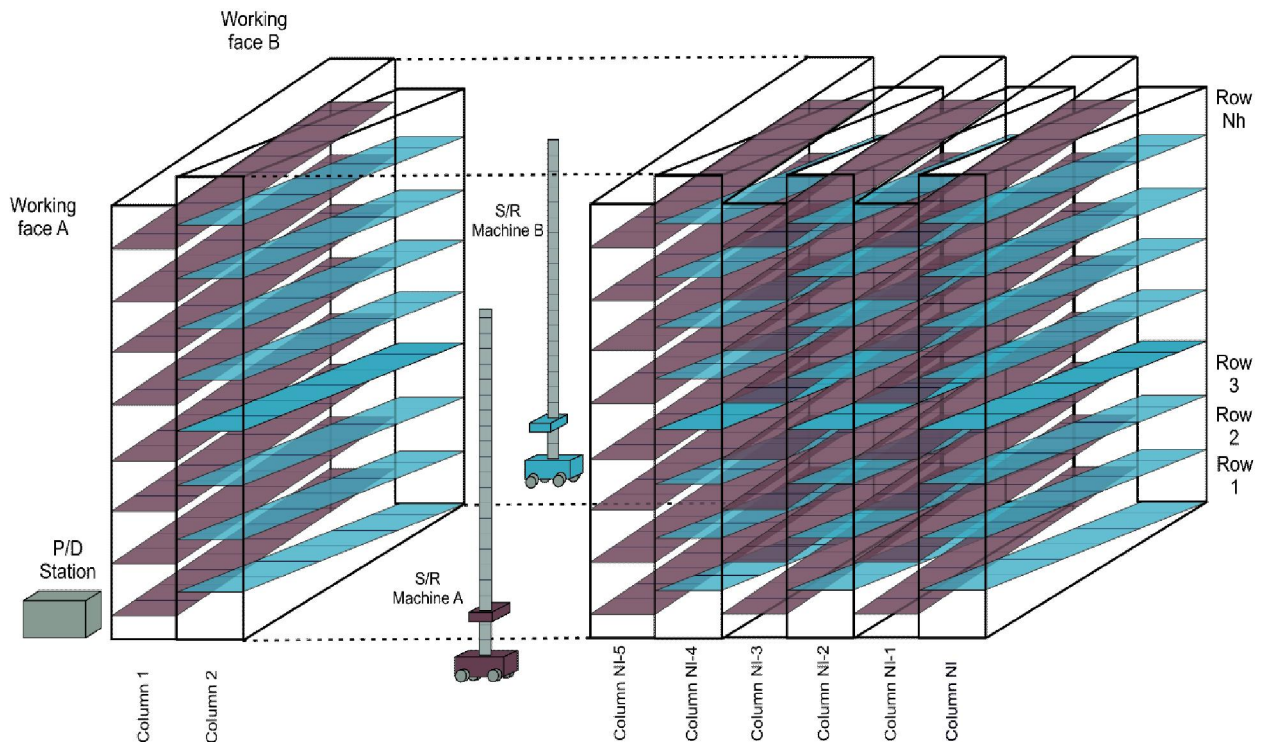 Working
face B
Working
face A
S/R
Machine B
Row
Nh
Row
3
Row
2
Row
1
P/D
Station
S/R
Machine A
Column 1
Column 2
Column Nl-5
Column Nl-4
Column Nl-3
Column Nl-2
Column Nl-1
Column Nl